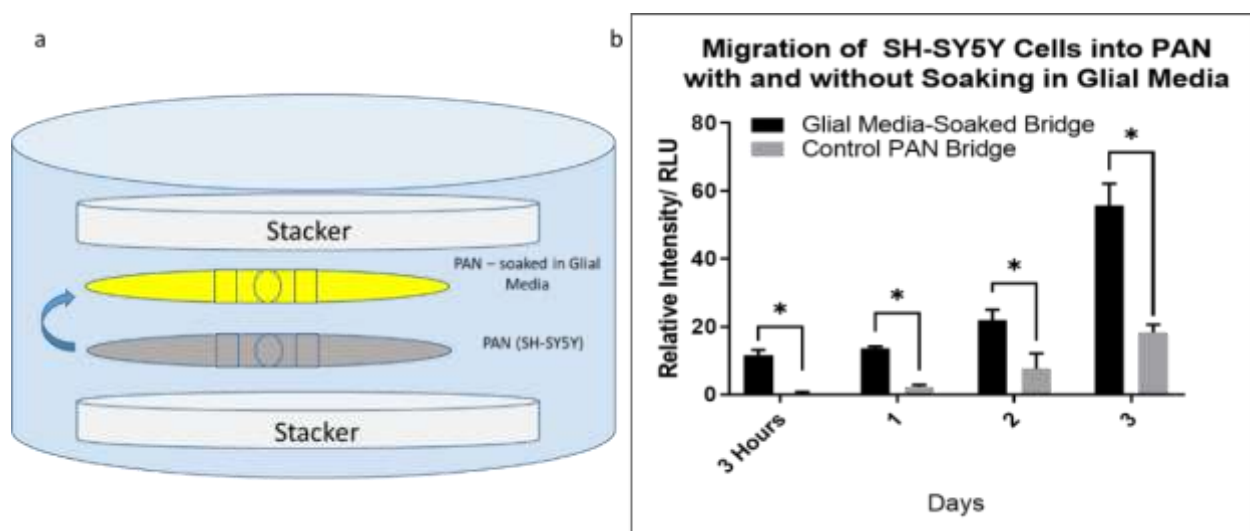 a
Stacker
PAN – soaked in Glial
Media
PAN (SH-SY5Y)
Stacker
b
Migration of SH-SY5Y Cells into PAN
with and without Soaking in Glial Media
Glial Media-Soaked Bridge
Control PAN Bridge
Relative Intensity/ RLU
80
60
40
20
0
*
*
*
*
3 Hours
1
2
3
Days